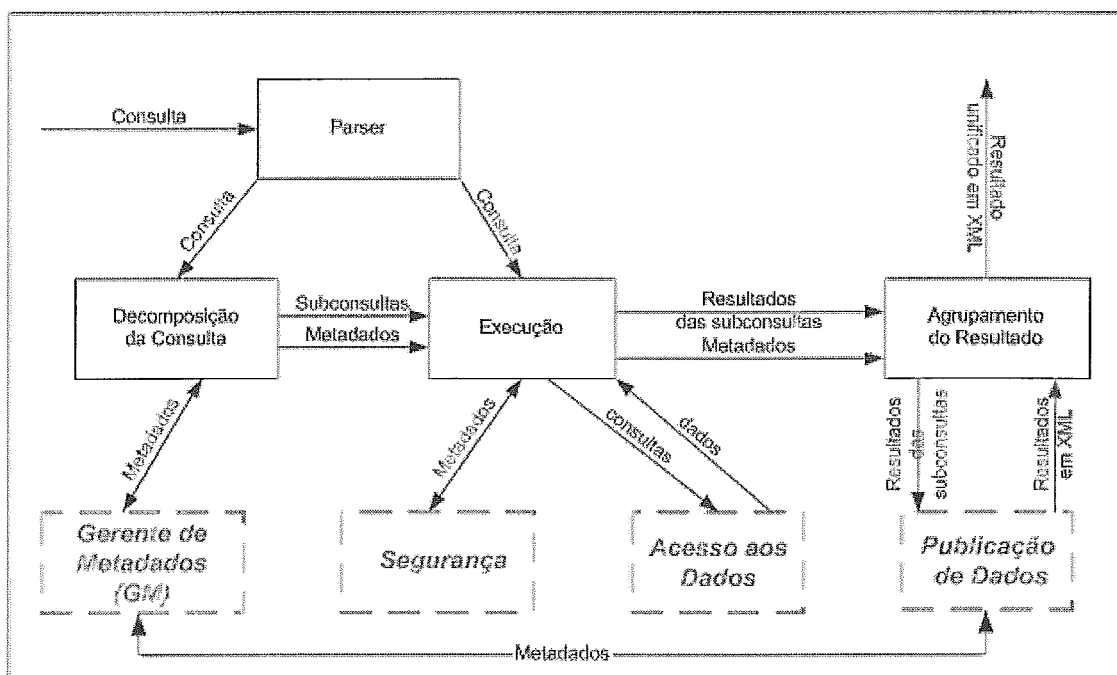 Consulta
Parser
Resultado
unificado em XML
Consulta
Consulta
Decomposição
da Consulta
Subconsultas
Metadados
Execução
Resultados
das subconsultas
Metadados
Agrupamento
do Resultado
Metadados
Metadados
consultas
dados
Resultados
das
subconsultas
Resultados
em XML
Gerente de
Metadados
(GM)
Segurança
Acesso aos
Dados
Publicação
de Dados
Metadados